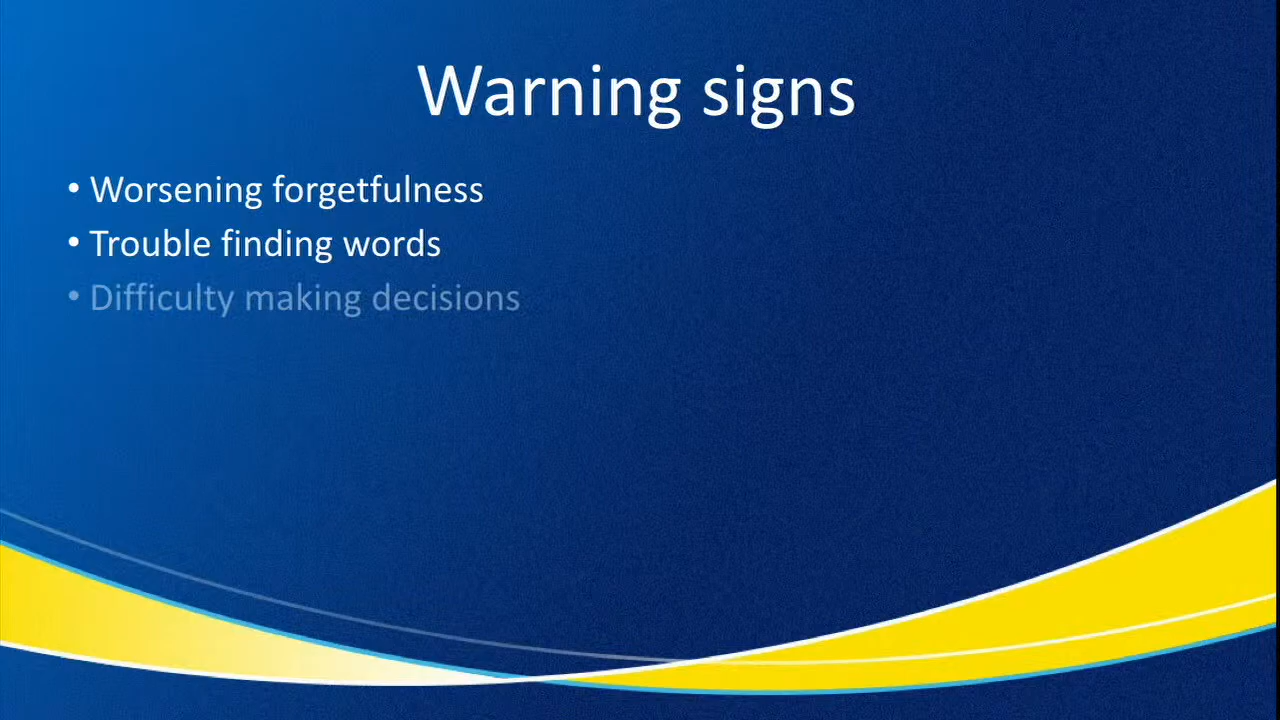 Warning signs
• Worsening forgetfulness
• Trouble finding words
• Difficulty making decisions